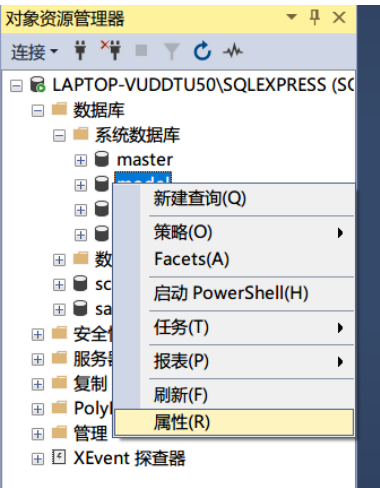 对象资源管理器
连接
LAPTOP-VUDDTU50\SQLEXPRESS (SC
数据库
系统数据库
master
model
新建查询(Q)
策略(O)
数
Facets(A)
sc
启动 PowerShell(H)
sa
安全
任务(T)
服务
报表(P)
复制
刷新(F)
Poly
属性(R)
管理
XEvent 探查器